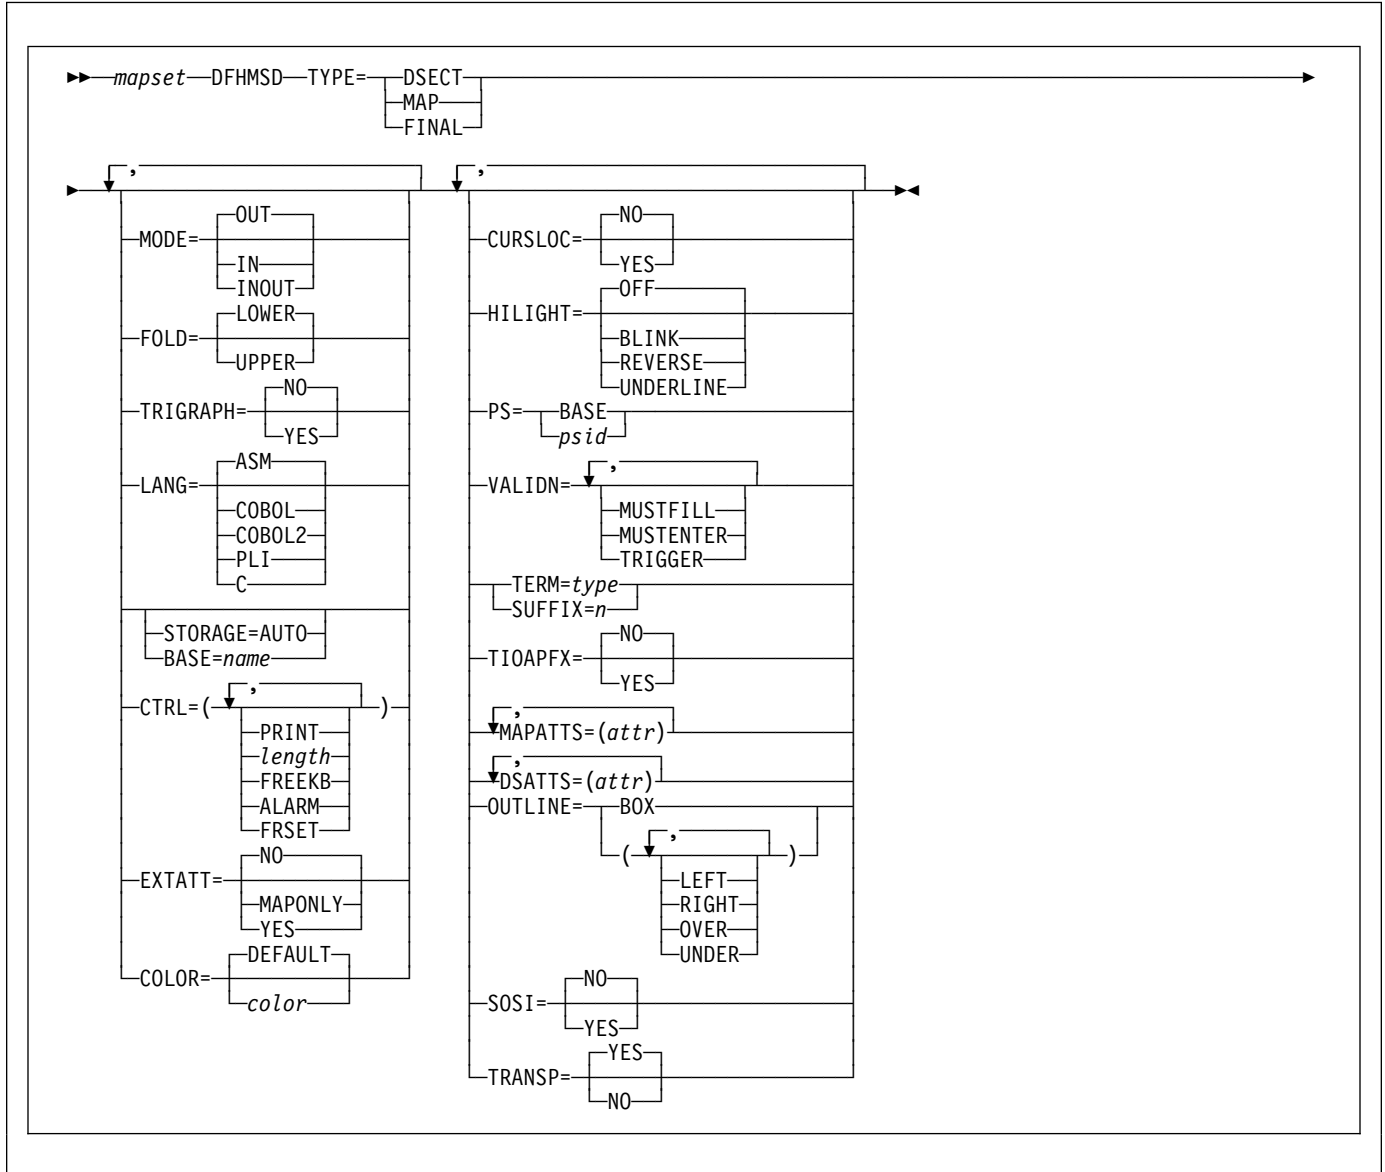 mapset DFHMSD TYPE= DSECT
MAP
FINAL
,
MODE= OUT
IN
INOUT
FOLD= LOWER
UPPER
TRIGRAPH= NO
YES
LANG= ASM
COBOL
COBOL2
PLI
C
STORAGE=AUTO
BASE=name
CTRL=( , )
PRINT
length
FREEKB
ALARM
FRSET
EXTATT= NO
MAPONLY
YES
COLOR= DEFAULT
color
,
CURSLOC= NO
YES
HILIGHT= OFF
BLINK
REVERSE
UNDERLINE
PS= BASE
psid
VALIDN= ,
MUSTFILL
MUSTENTER
TRIGGER
TERM=type
SUFFIX=n
TIOAPFX= NO
YES
,
MAPATTS=(attr)
,
DSATTS=(attr)
OUTLINE= BOX
( , )
LEFT
RIGHT
OVER
UNDER
SOSI= NO
YES
TRANSP= YES
NO